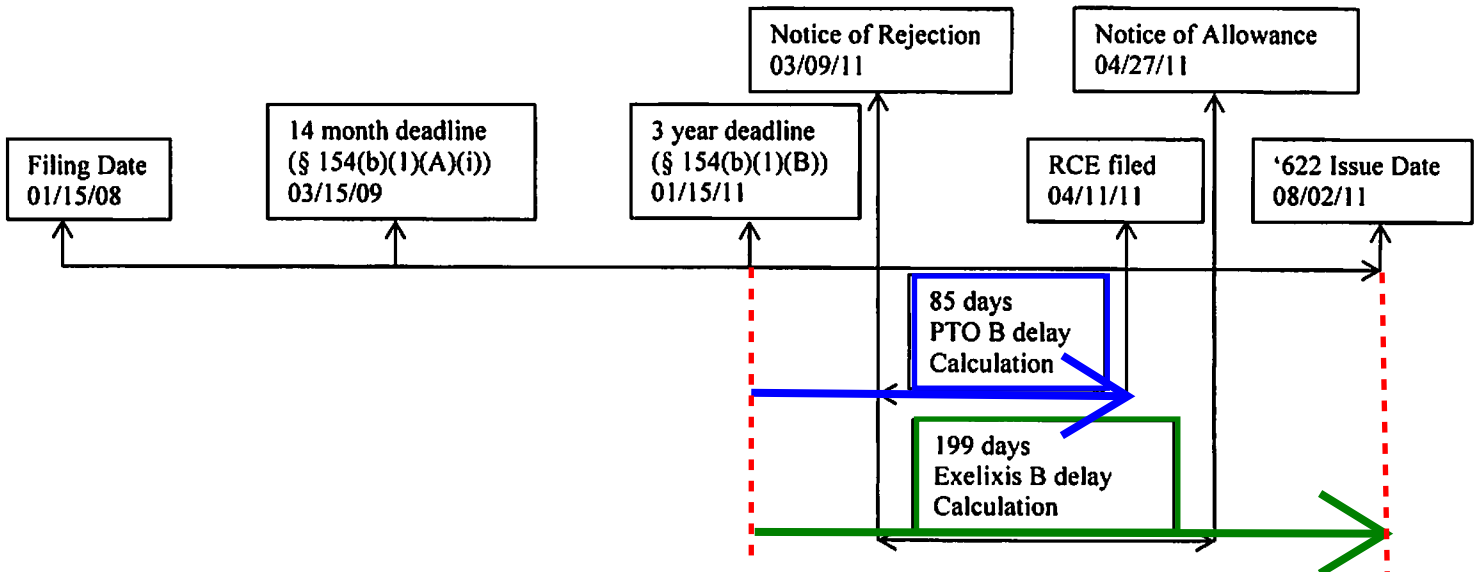 Notice of Rejection
03/09/11
Notice of Allowance
04/27/11
Filing Date
01/15/08
14 month deadline
(§ 154(b)(1)(A)(i))
03/15/09
3 year deadline
(§ 154(b)(1)(B))
01/15/11
RCE filed
04/11/11
‘622 Issue Date
08/02/11
85 days
PTO B delay
Calculation
199 days
Exelixis B delay
Calculation